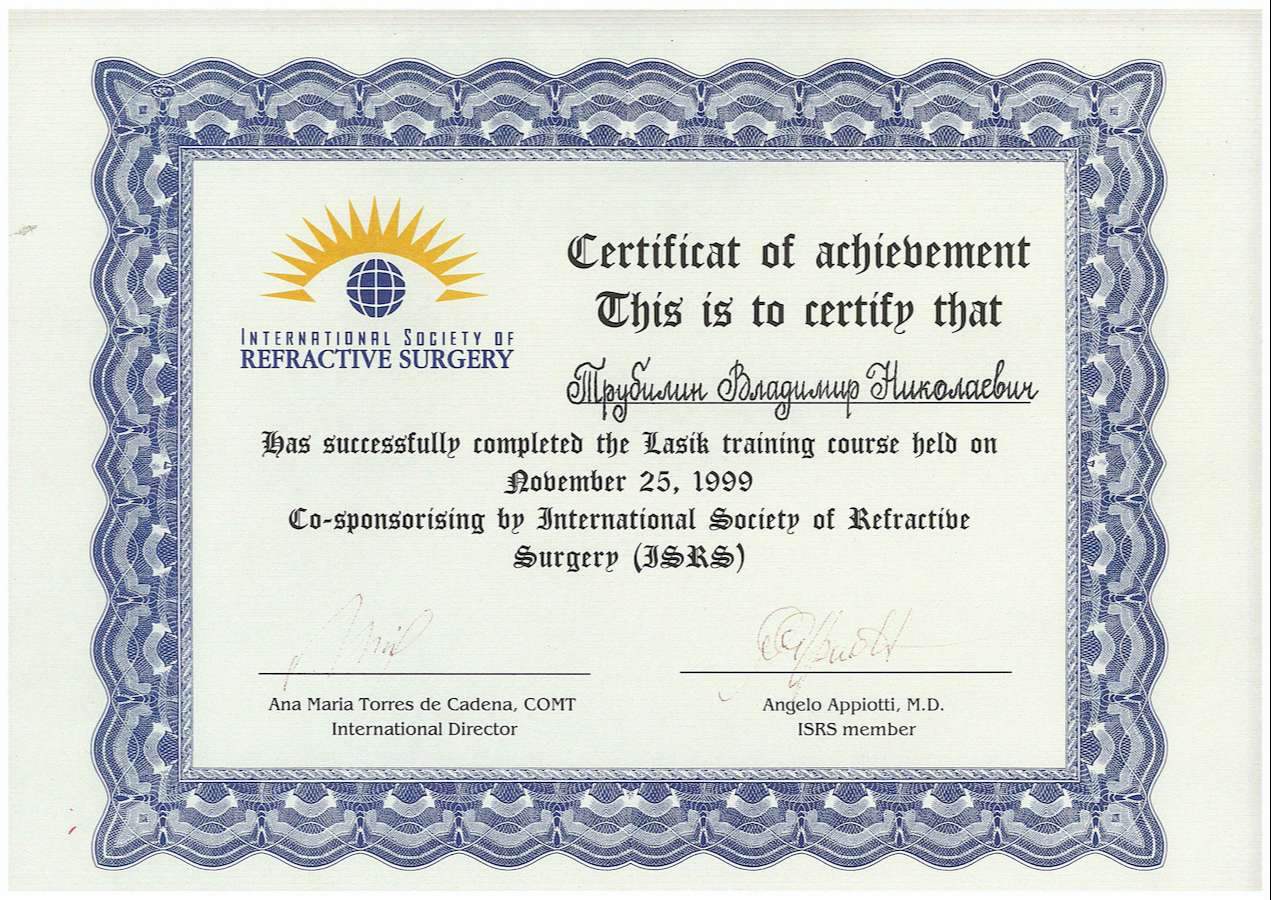 INTERNATIONAL SOCIETY OF
REFRACTIVE SURGERY
Certificat of achievement
This is to certify that
Трубилин Владимир Николаевич
Has successfully completed the Lasik training course held on
November 25, 1999
Co-sponsorising by International Society of Refractive
Surgery (ISRS)
Ana Maria Torres de Cadena, COMT
International Director
Angelo Appiotti, M.D.
ISRS member